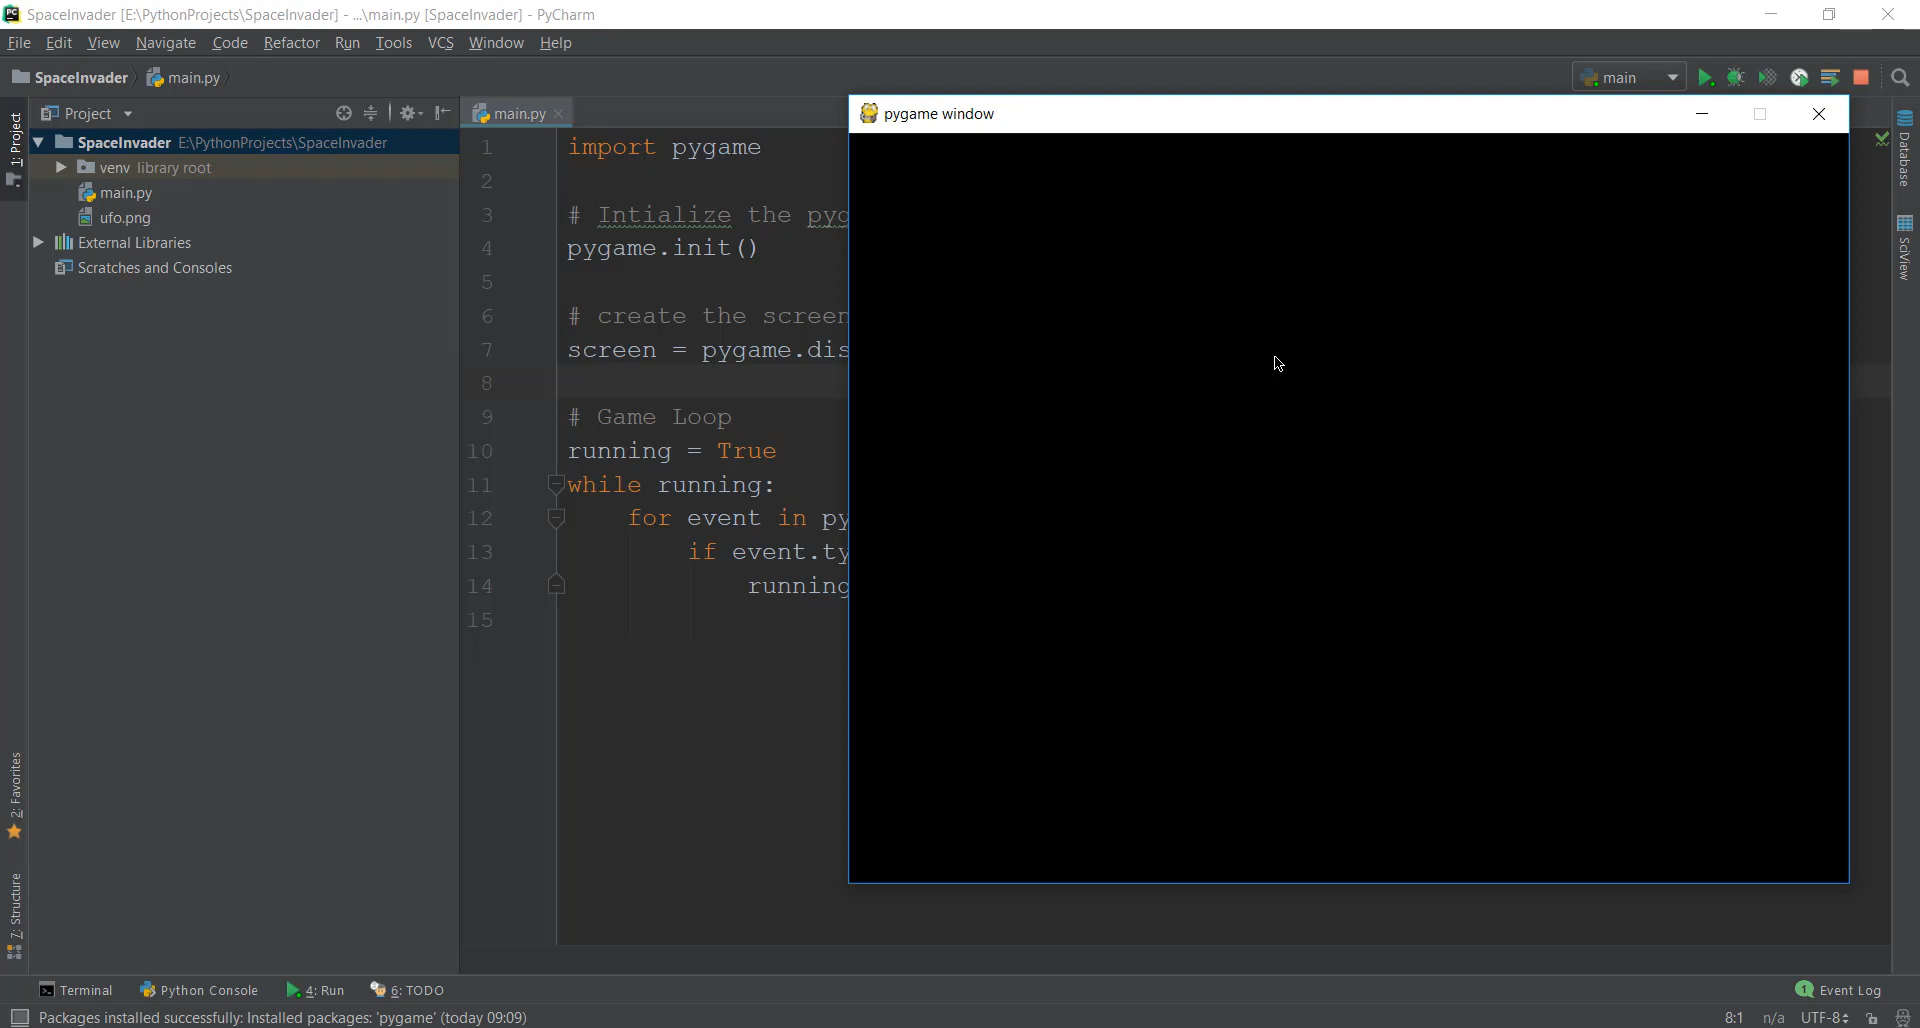 SpaceInvader [E:\PythonProjects\SpaceInvader] - ...\main.py [SpaceInvader] - PyCharm
File Edit View Navigate Code Refactor Run Tools VCS Window Help
SpaceInvader main.py main
Project main.py pygame window
1: Project
SpaceInvader E:\PythonProjects\SpaceInvader
venv library root
main.py
ufo.png
External Libraries
Scratches and Consoles
1 import pygame
2
3 # Intialize the pyg
4 pygame.init()
5
6 # create the screen
7 screen = pygame.dis
8
9 # Game Loop
10 running = True
11 while running:
12 for event in py
13 if event.ty
14 running
15
Database
SciView
2: Favorites
7: Structure
Terminal Python Console 4: Run 6: TODO 1 Event Log
Packages installed successfully: Installed packages: 'pygame' (today 09:09) 8:1 n/a UTF-8